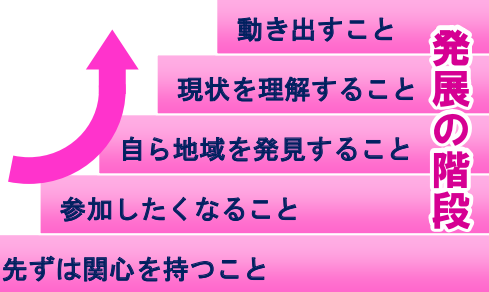 動き出すこと
現状を理解すること
自ら地域を発見すること
参加したくなること
先ずは関心を持つこと
発展の階段